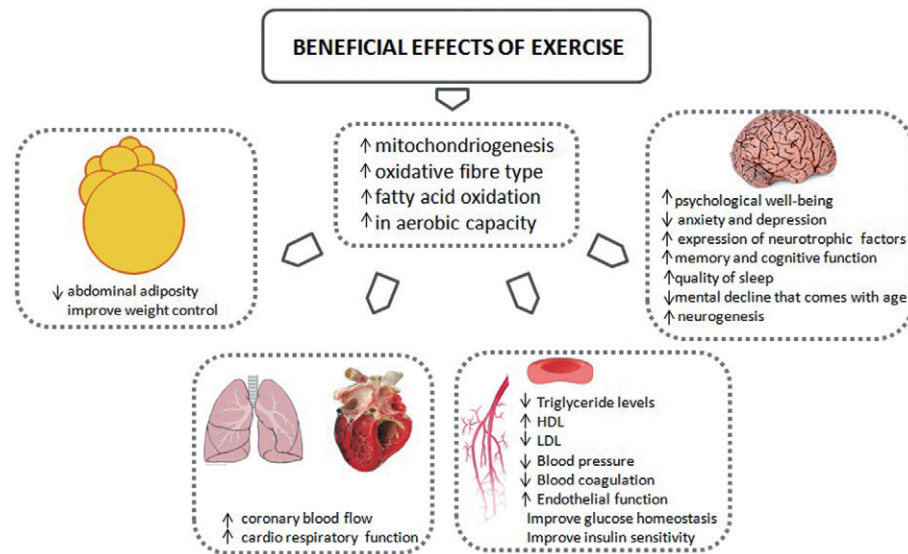 BENEFICIAL EFFECTS OF EXERCISE
↑ mitochondriogenesis
↑ oxidative fibre type
↑ fatty acid oxidation
↑ in aerobic capacity
↓ abdominal adiposity
improve weight control
↑ psychological well-being
↓ anxiety and depression
↑ expression of neurotrophic factors
↑ memory and cognitive function
↑ quality of sleep
↓ mental decline that comes with age
↑ neurogenesis
↑ coronary blood flow
↑ cardio respiratory function
↓ Triglyceride levels
↑ HDL
↓ LDL
↓ Blood pressure
↓ Blood coagulation
↑ Endothelial function
Improve glucose homeostasis
Improve insulin sensitivity